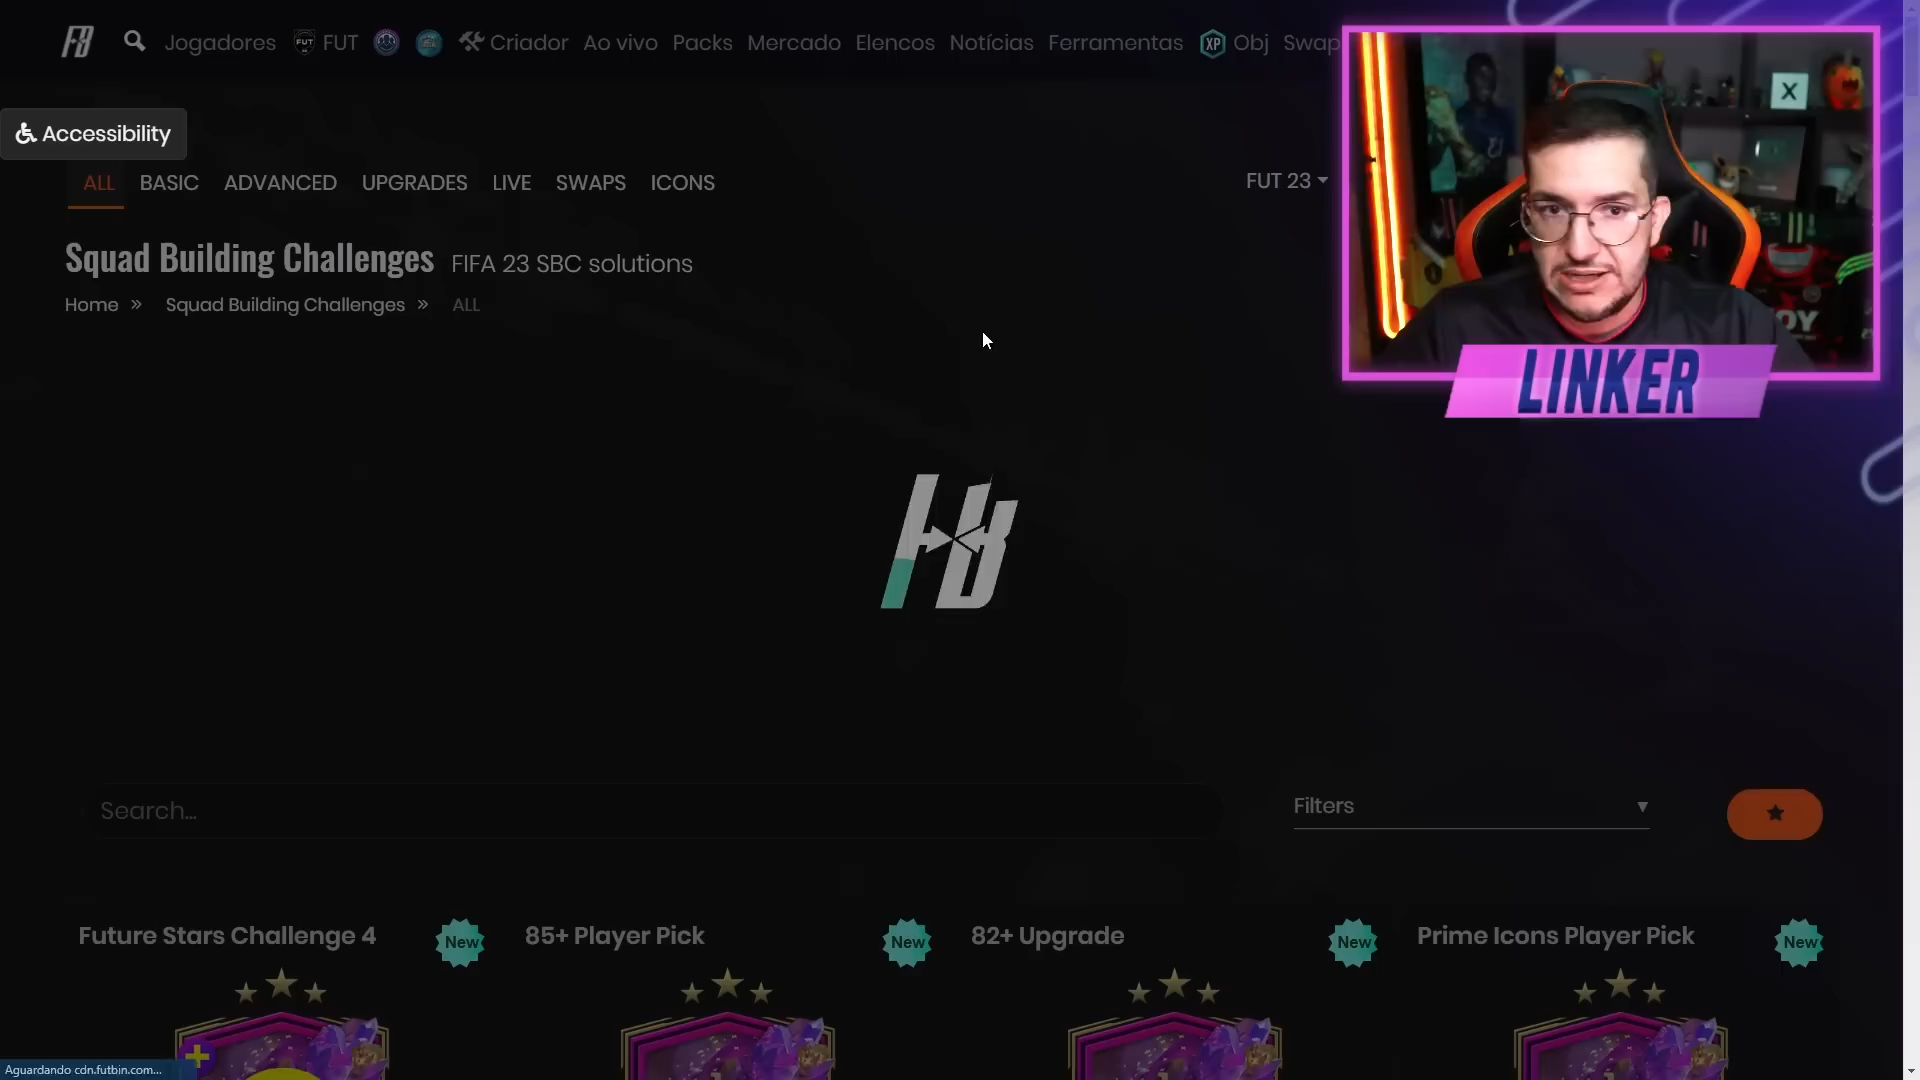 Jogadores FUT Criador Ao vivo Packs Mercado Elencos Notícias Ferramentas XP Obj Swap
Accessibility
ALL BASIC ADVANCED UPGRADES LIVE SWAPS ICONS
FUT 23
Squad Building Challenges FIFA 23 SBC solutions
Home » Squad Building Challenges » ALL
LINKER
Search...
Filters
Future Stars Challenge 4 New
85+ Player Pick New
82+ Upgrade New
Prime Icons Player Pick New
Aguardando cdn.futbin.com...